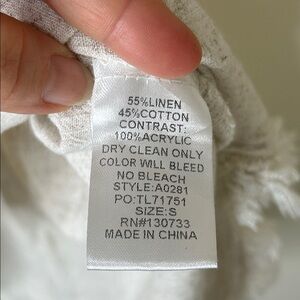 55%LINEN
45%COTTON
CONTRAST:
100%ACRYLIC
DRY CLEAN ONLY
COLOR WILL BLEED
NO BLEACH
STYLE:A0281
PO:TL71751
SIZE:S
RN#130733
MADE IN CHINA